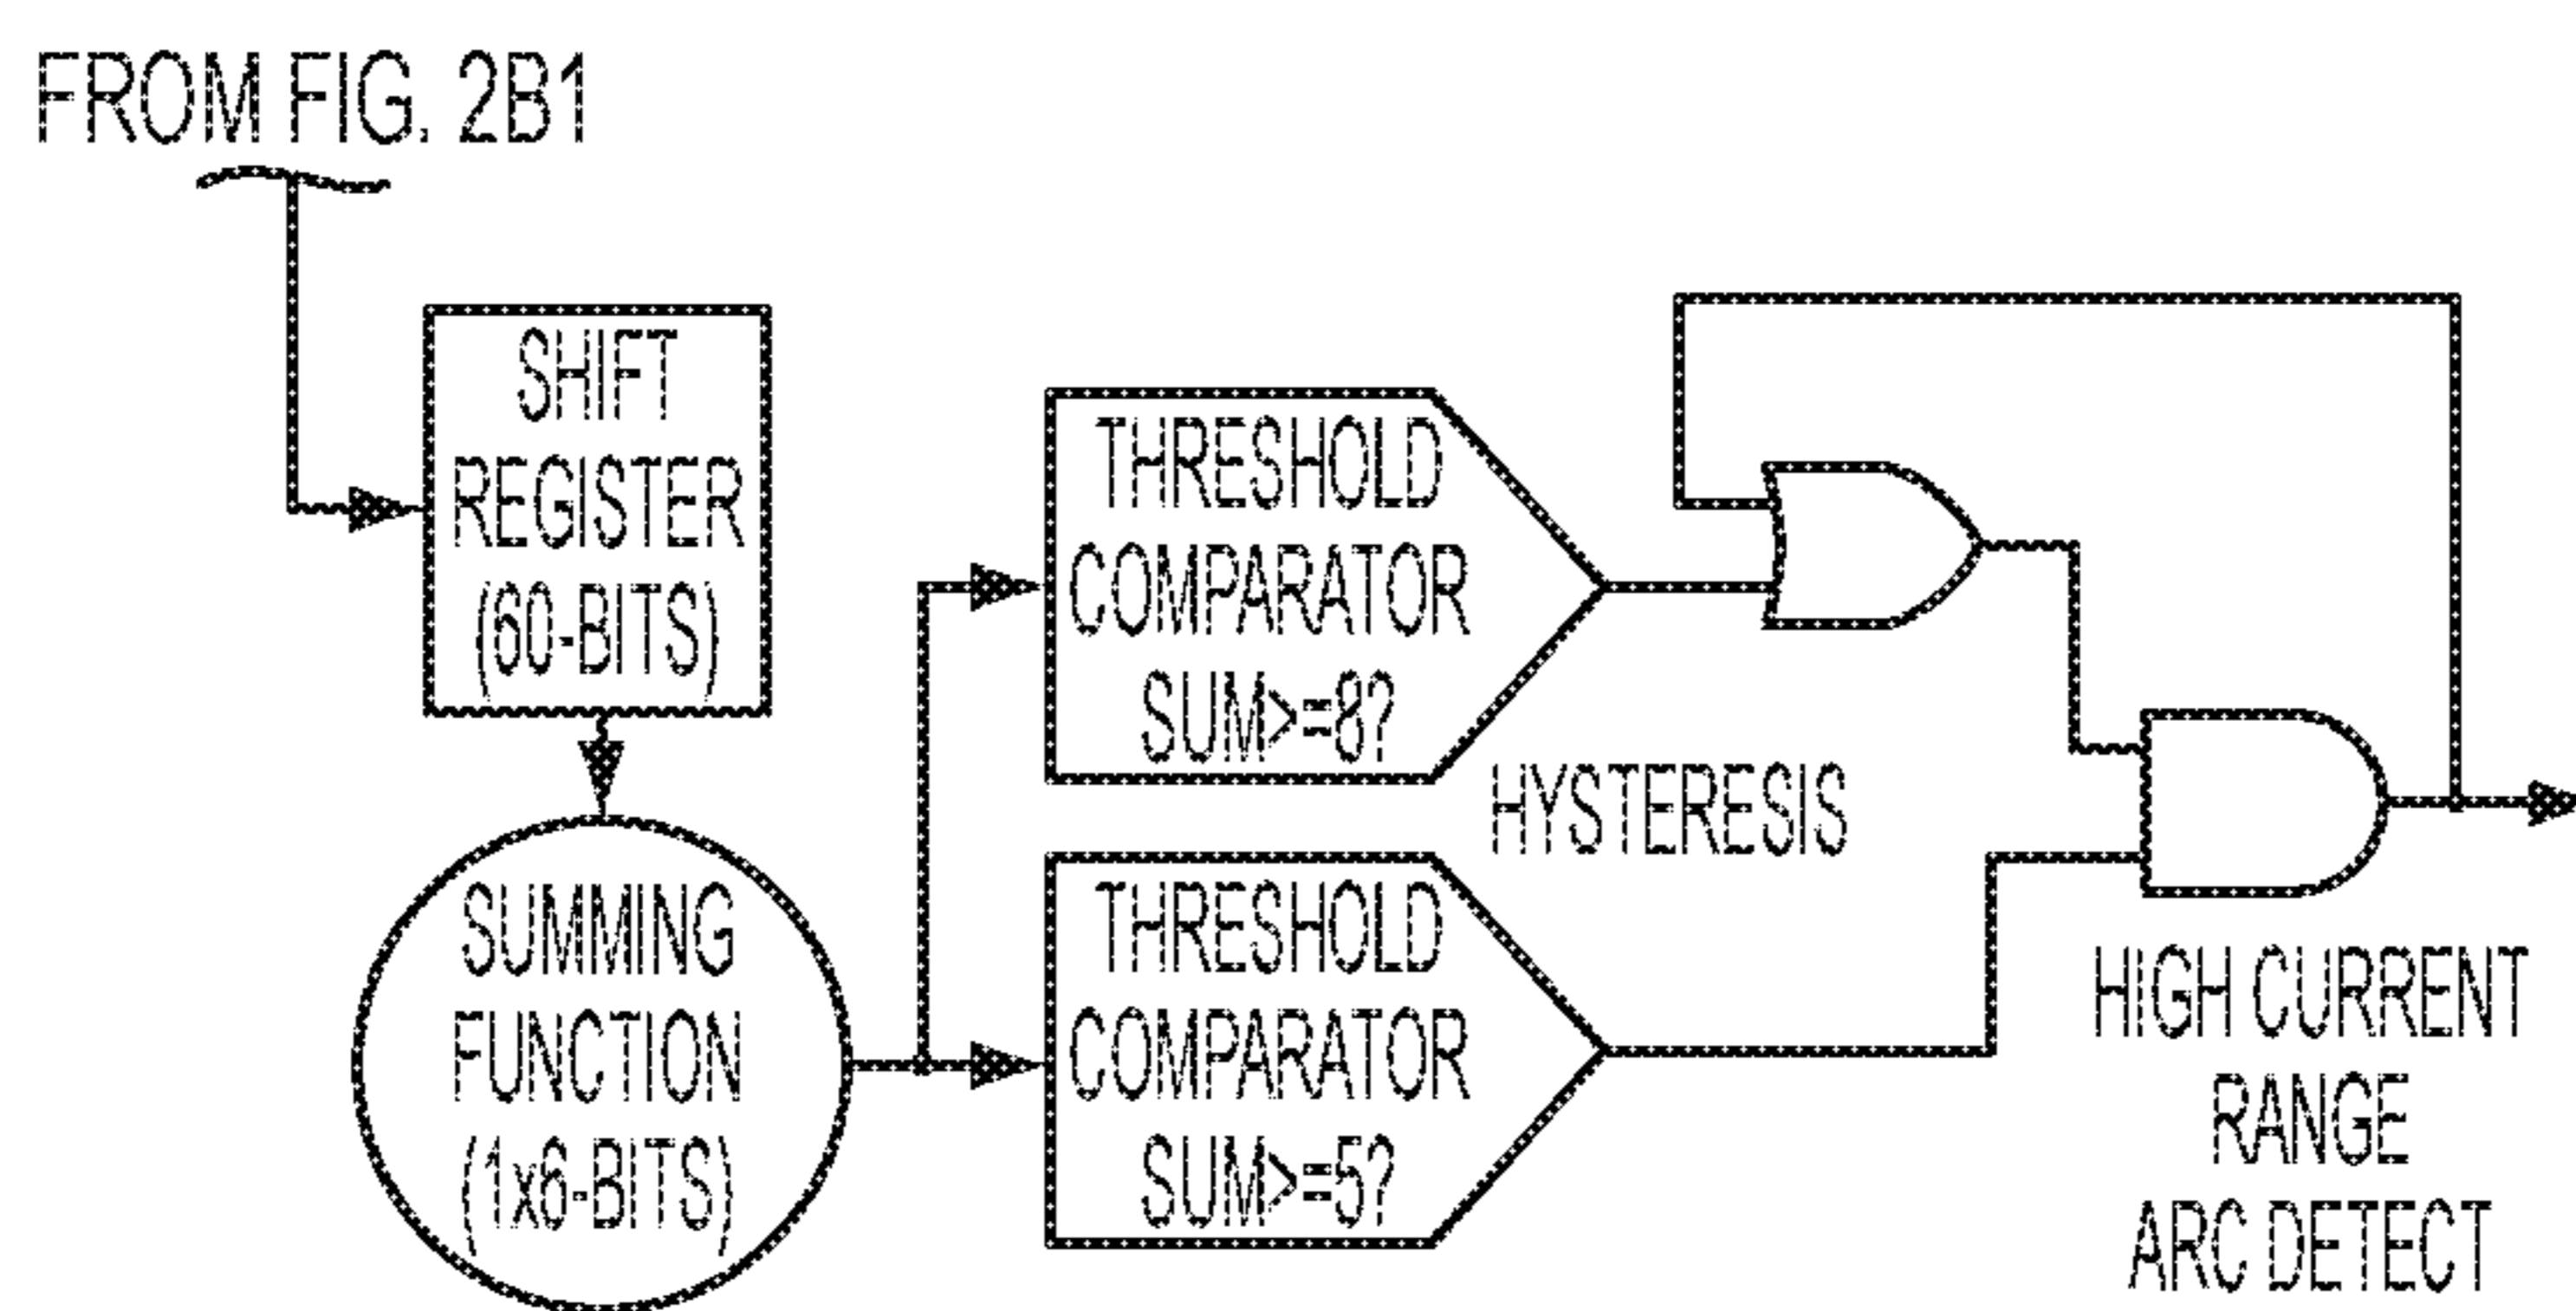 FROM FIG. 2B1
SHIFT
REGISTER
(60-BITS)
SUMMING
FUNCTION
(1x6-BITS)
THRESHOLD
COMPARATOR
SUM>=8?
HYSTERESIS
THRESHOLD
COMPARATOR
SUM>=5?
HIGH CURRENT
RANGE
ARC DETECT